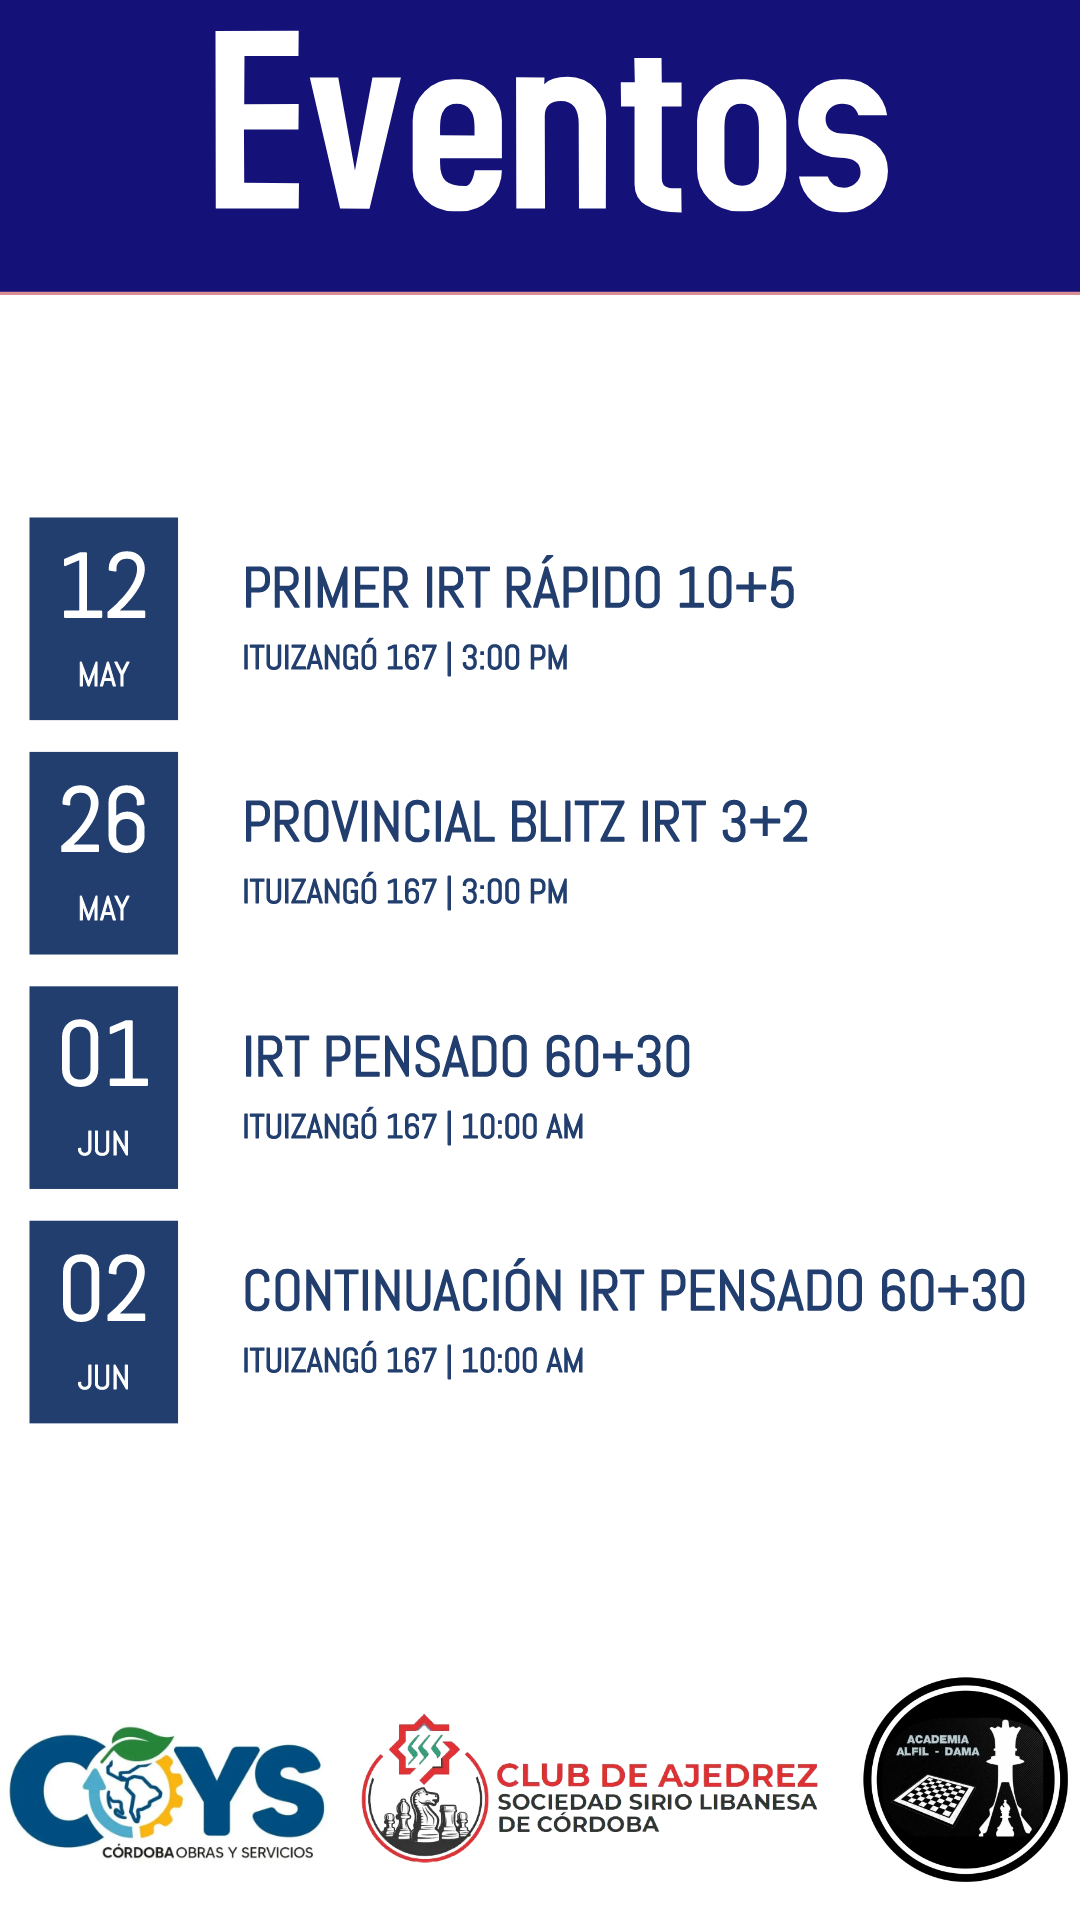 Eventos
12
MAY
PRIMER IRT RÁPIDO 10+5
ITUIZANGÓ 167 | 3:00 PM
26
MAY
PROVINCIAL BLITZ IRT 3+2
ITUIZANGÓ 167 | 3:00 PM
01
JUN
IRT PENSADO 60+30
ITUIZANGÓ 167 | 10:00 AM
02
JUN
CONTINUACIÓN IRT PENSADO 60+30
ITUIZANGÓ 167 | 10:00 AM
COYS
CÓRDOBA OBRAS Y SERVICIOS
CLUB DE AJEDREZ
SOCIEDAD SIRIO LIBANESA
DE CÓRDOBA
ACADEMIA
ALFIL - DAMA